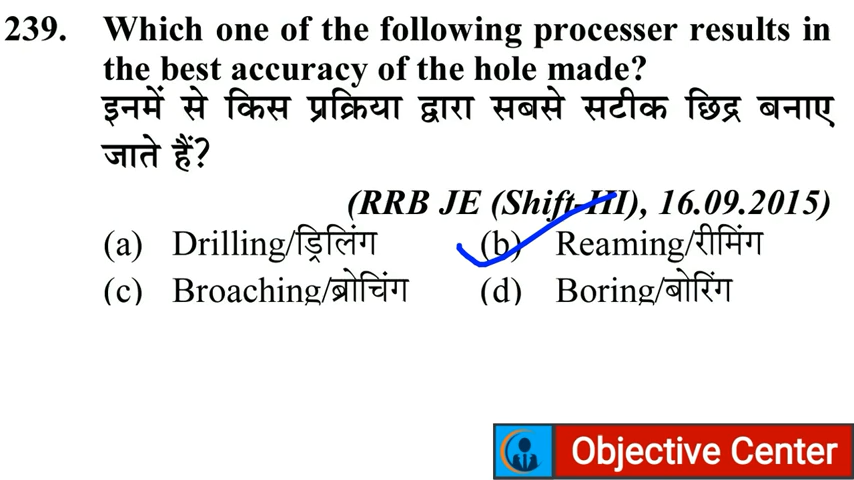 239. Which one of the following processer results in
the best accuracy of the hole made?
इनमें से किस प्रक्रिया द्वारा सबसे सटीक छिद्र बनाए
जाते हैं?
(RRB JE (Shift-III), 16.09.2015)
(a) Drilling/ड्रिलिंग (b) Reaming/रीमिंग
(c) Broaching/ब्रोचिंग (d) Boring/बोरिंग
Objective Center